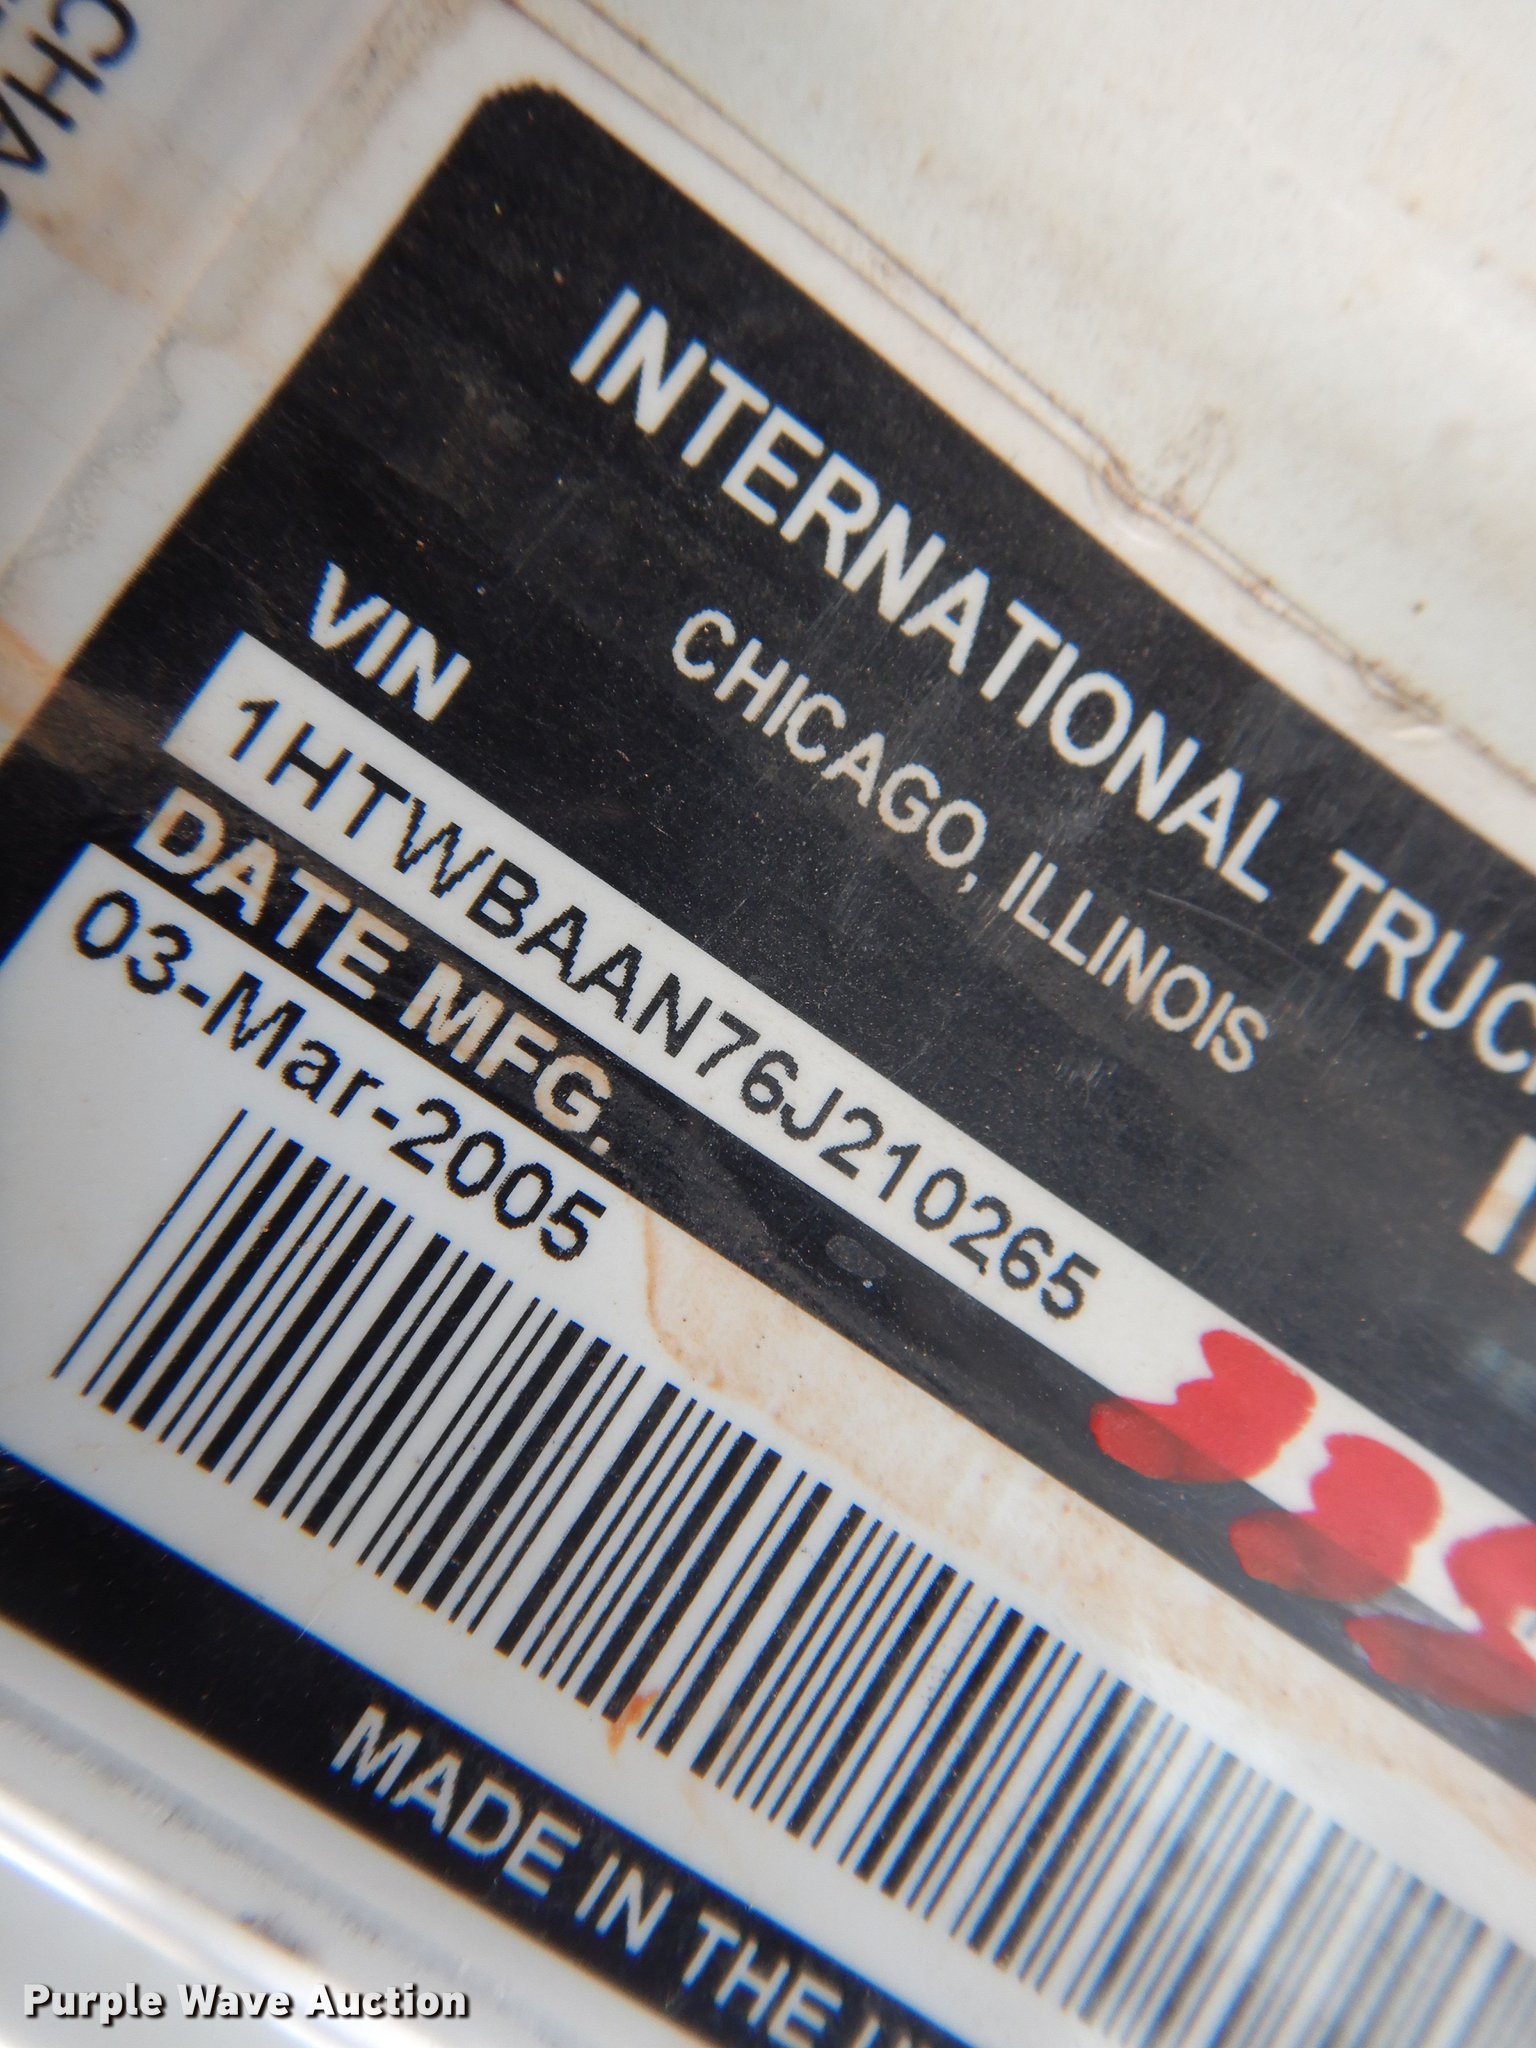 INTERNATIONAL TRUC
CHICAGO, ILLINOIS
VIN
1HTWBAAN76J210265
DATE MFG.
03-Mar-2005
MADE IN THE
Purple Wave Auction